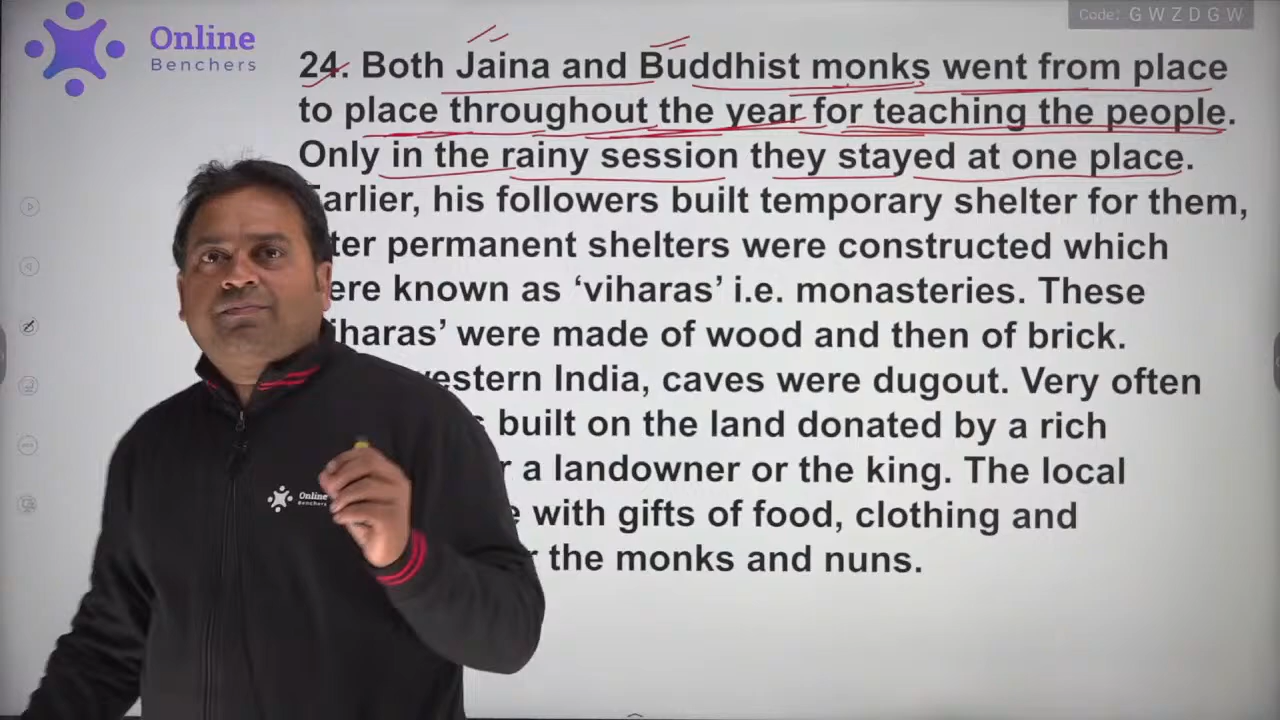 Online
Benchers
Code: GWZDGW
24. Both Jaina and Buddhist monks went from place
to place throughout the year for teaching the people.
Only in the rainy session they stayed at one place.
arlier, his followers built temporary shelter for them,
ter permanent shelters were constructed which
ere known as ‘viharas’ i.e. monasteries. These
iharas’ were made of wood and then of brick.
western India, caves were dugout. Very often
built on the land donated by a rich
a landowner or the king. The local
with gifts of food, clothing and
the monks and nuns.
Online
Benchers